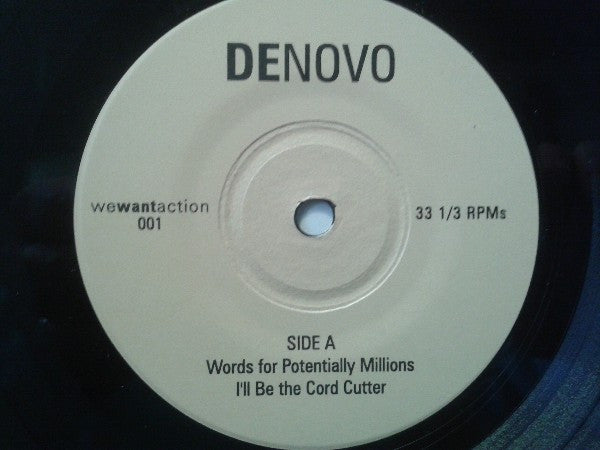 DENOVO
wewantaction
001
33 1/3 RPMs
SIDE A
Words for Potentially Millions
I'll Be the Cord Cutter